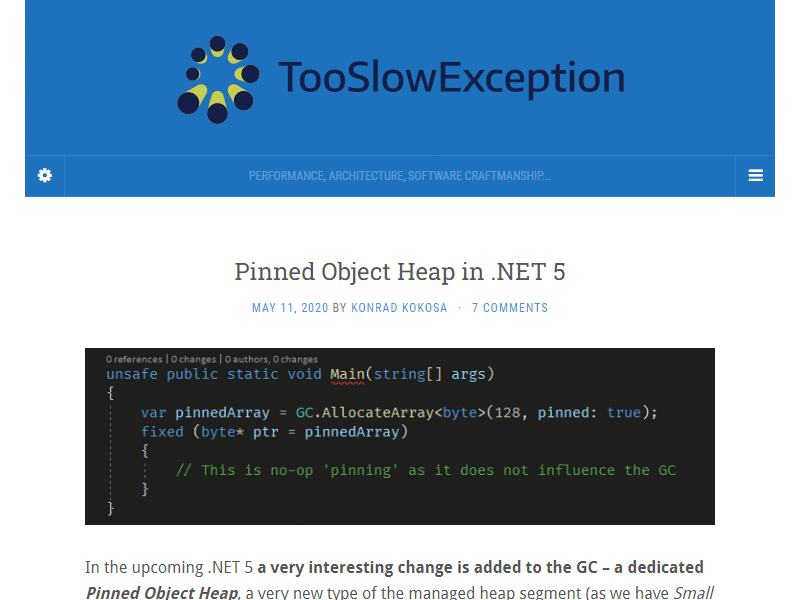 TooSlowException
PERFORMANCE, ARCHITECTURE, SOFTWARE CRAFTMANSHIP...
Pinned Object Heap in .NET 5
MAY 11, 2020 BY KONRAD KOKOSA · 7 COMMENTS
0 references | 0 changes | 0 authors, 0 changes
unsafe public static void Main(string[] args)
{
var pinnedArray = GC.AllocateArray<byte>(128, pinned: true);
fixed (byte* ptr = pinnedArray)
{
// This is no-op 'pinning' as it does not influence the GC
}
}
In the upcoming .NET 5 a very interesting change is added to the GC – a dedicated
Pinned Object Heap, a very new type of the managed heap segment (as we have Small